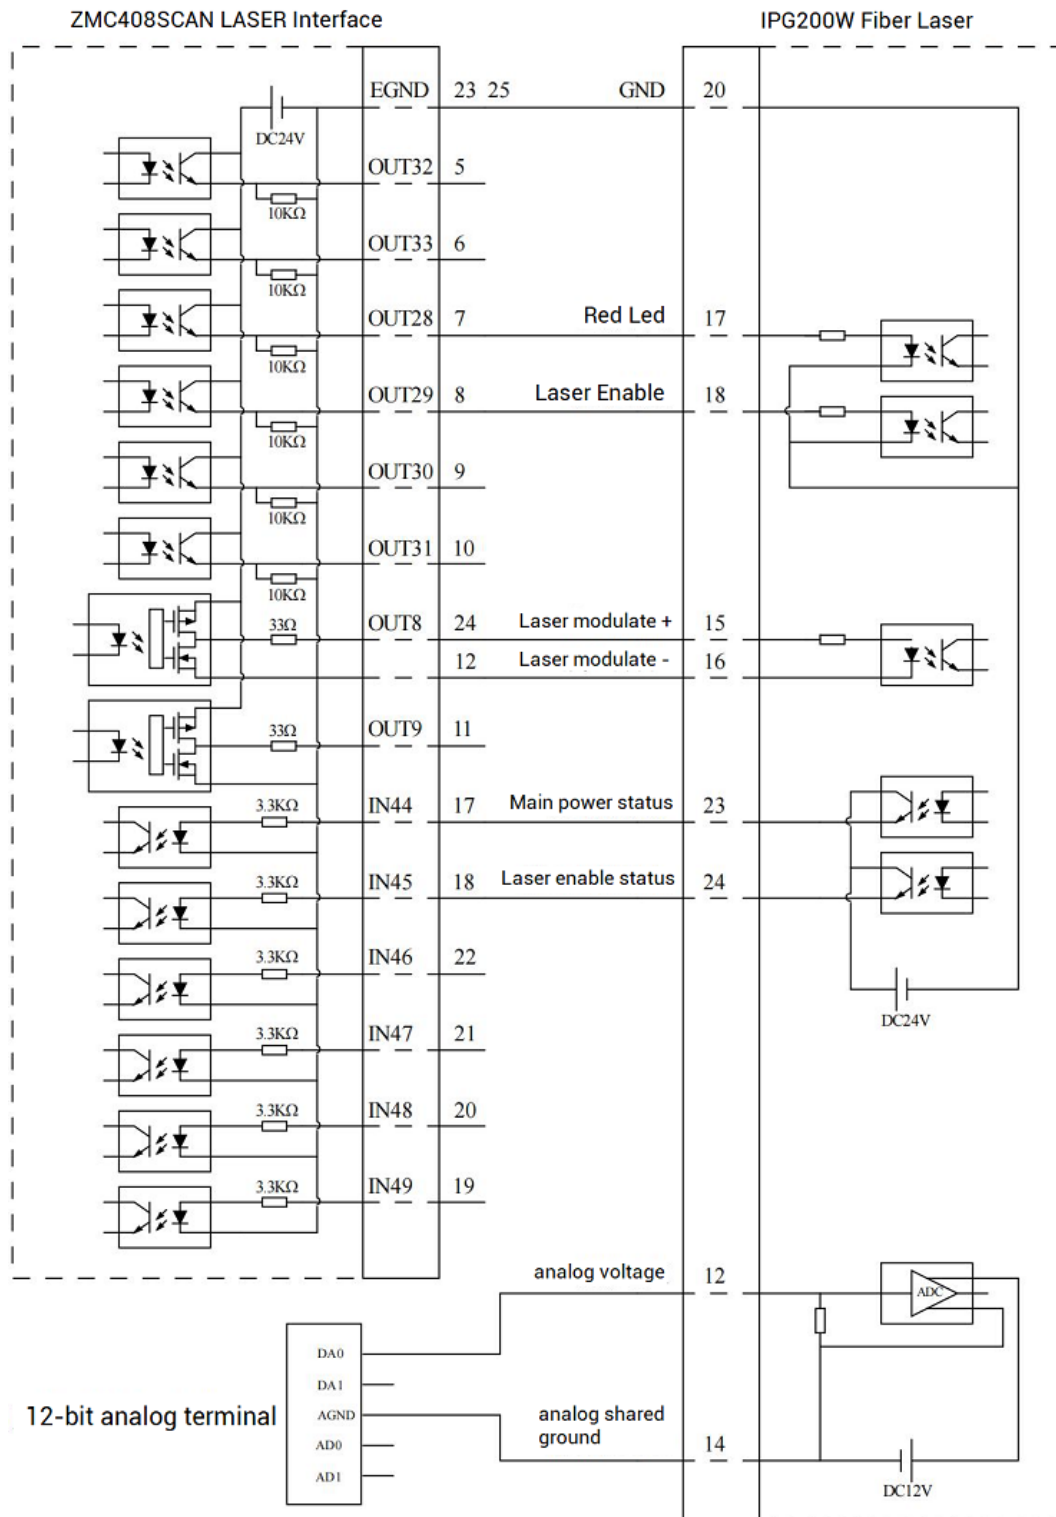 ZMC408SCAN LASER Interface
IPG200W Fiber Laser
EGND 23 25 GND 20
DC24V
OUT32 5
10KΩ
OUT33 6
10KΩ
OUT28 7 Red Led 17
10KΩ
OUT29 8 Laser Enable 18
10KΩ
OUT30 9
10KΩ
OUT31 10
10KΩ
33Ω OUT8 24 Laser modulate + 15
12 Laser modulate - 16
33Ω OUT9 11
3.3KΩ IN44 17 Main power status 23
3.3KΩ IN45 18 Laser enable status 24
3.3KΩ IN46 22
DC24V
3.3KΩ IN47 21
3.3KΩ IN48 20
3.3KΩ IN49 19
analog voltage 12
ADC
DA0
DA1
12-bit analog terminal
AGND
AD0
AD1
analog shared
ground
14
DC12V